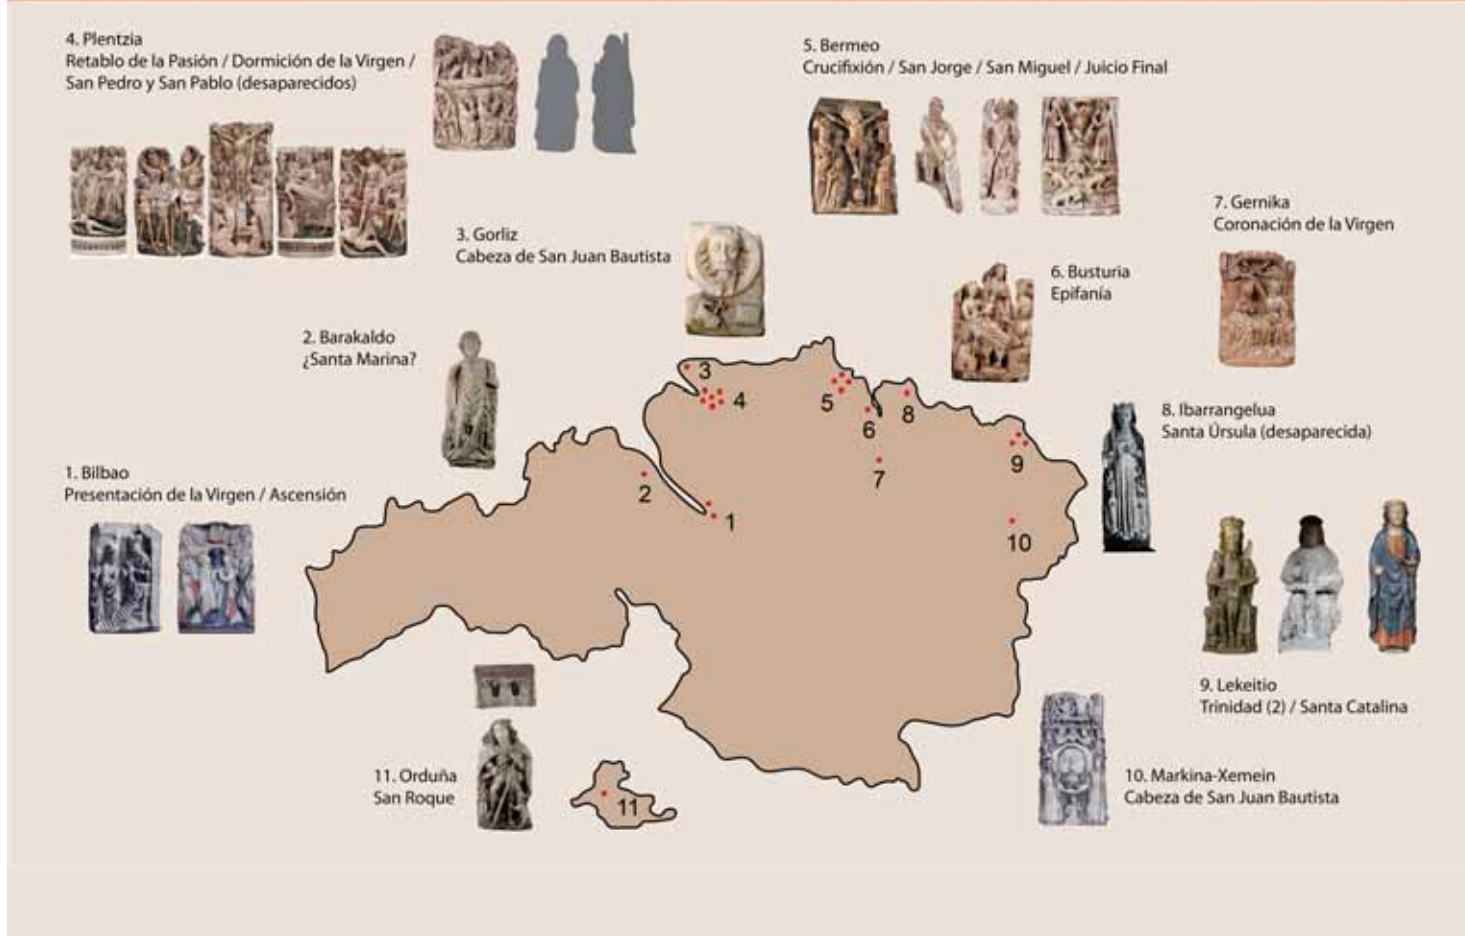 4. Plentzia
Retablo de la Pasión / Dormición de la Virgen /
San Pedro y San Pablo (desaparecidos)
5. Bermeo
Crucifixión / San Jorge / San Miguel / Juicio Final
7. Gernika
Coronación de la Virgen
3. Gorliz
Cabeza de San Juan Bautista
6. Busturia
Epifanía
2. Barakaldo
¿Santa Marina?
8. Ibarrangelua
Santa Úrsula (desaparecida)
1. Bilbao
Presentación de la Virgen / Ascensión
9. Lekeitio
Trinidad (2) / Santa Catalina
11. Orduña
San Roque
10. Markina-Xemein
Cabeza de San Juan Bautista
3
4
5
6
8
9
7
2
1
10
11